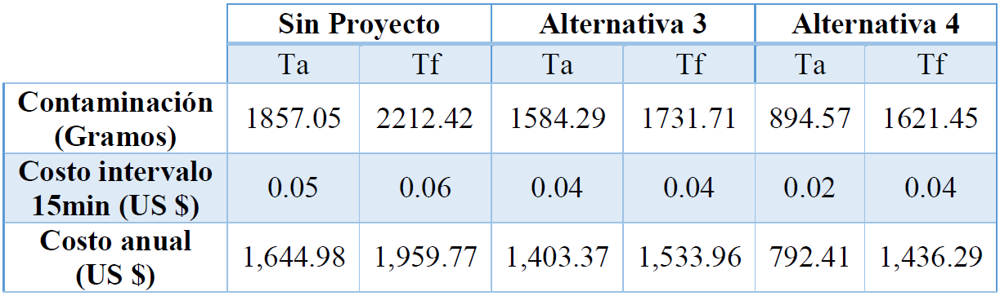 Sin Proyecto Alternativa 3 Alternativa 4
Ta Tf Ta Tf Ta Tf
Contaminación
(Gramos) 1857.05 2212.42 1584.29 1731.71 894.57 1621.45
Costo intervalo
15min (US $) 0.05 0.06 0.04 0.04 0.02 0.04
Costo anual
(US $) 1,644.98 1,959.77 1,403.37 1,533.96 792.41 1,436.29